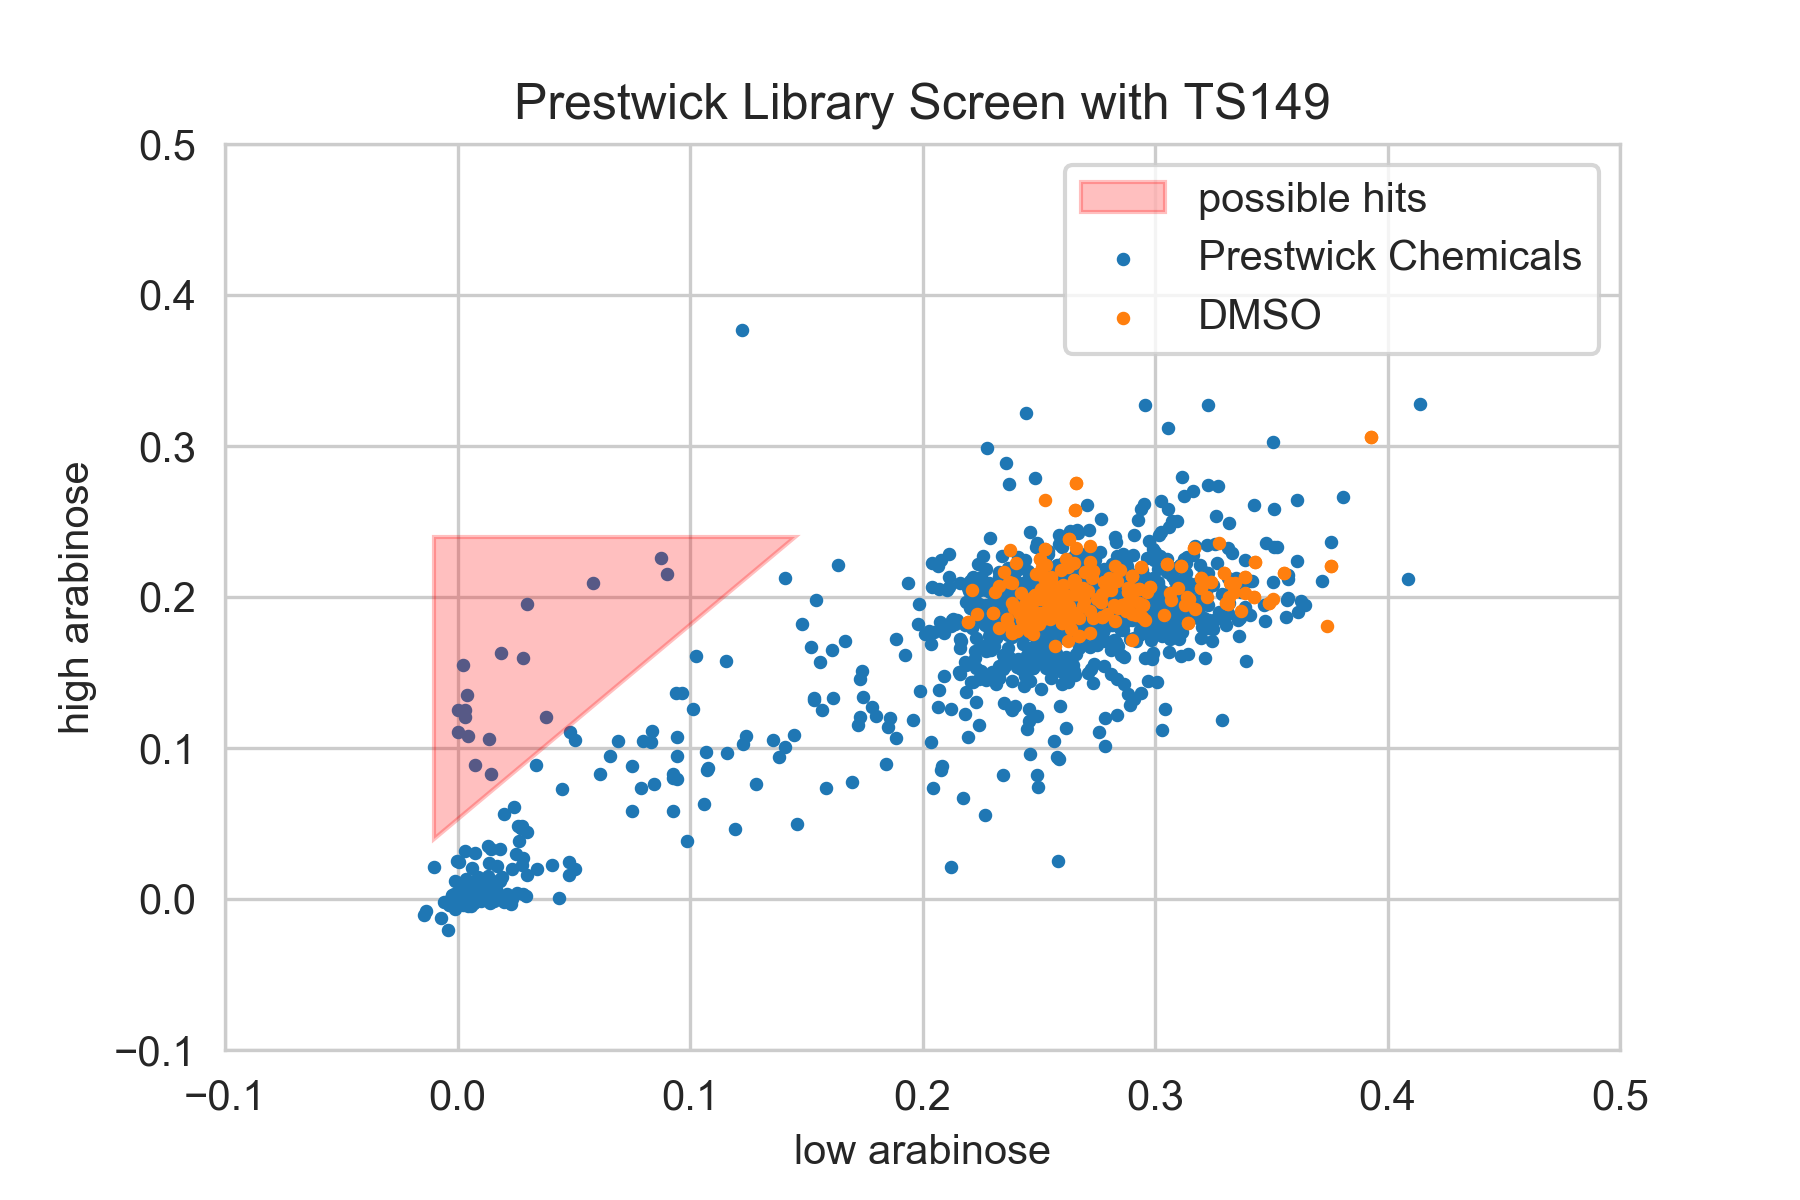 Prestwick Library Screen with TS149
possible hits
Prestwick Chemicals
DMSO
high arabinose
0.5
0.4
0.3
0.2
0.1
0.0
−0.1
−0.1 0.0 0.1 0.2 0.3 0.4 0.5
low arabinose